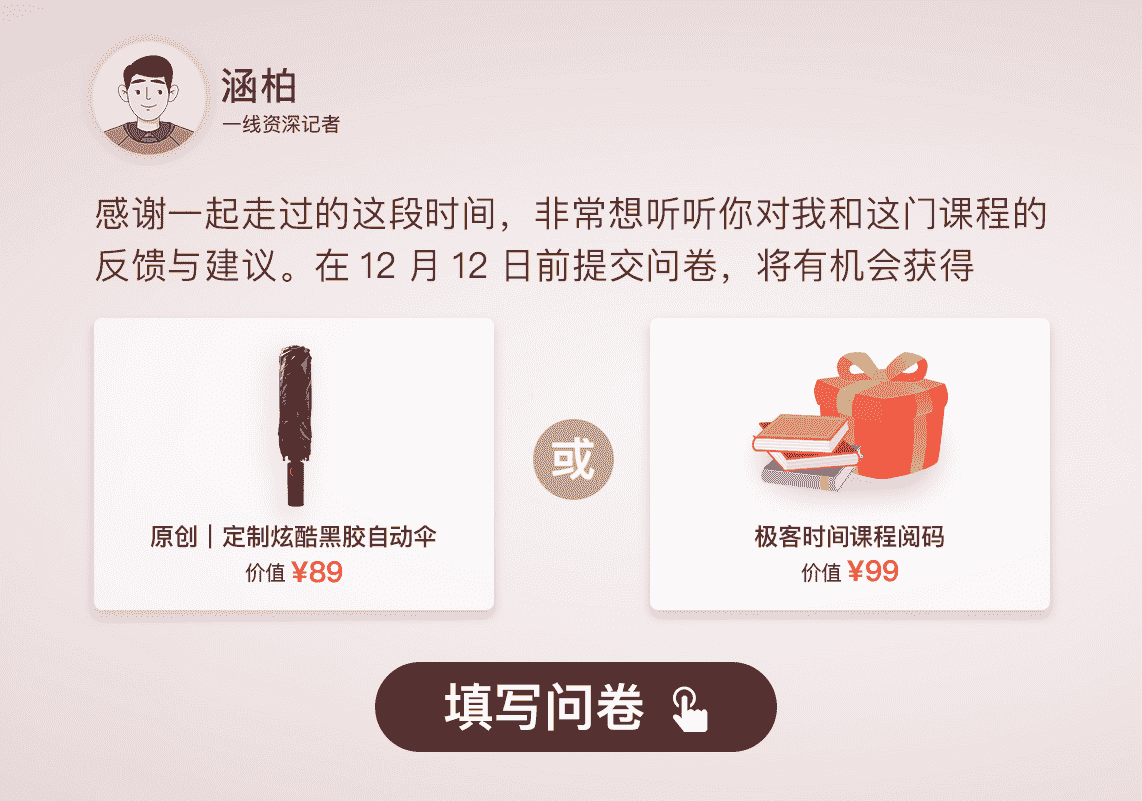 涵柏
一线资深记者
感谢一起走过的这段时间，非常想听听你对我和这门课程的
反馈与建议。在 12 月 12 日前提交问卷，将有机会获得
原创｜定制炫酷黑胶自动伞
价值 ¥89
或
极客时间课程阅码
价值 ¥99
填写问卷